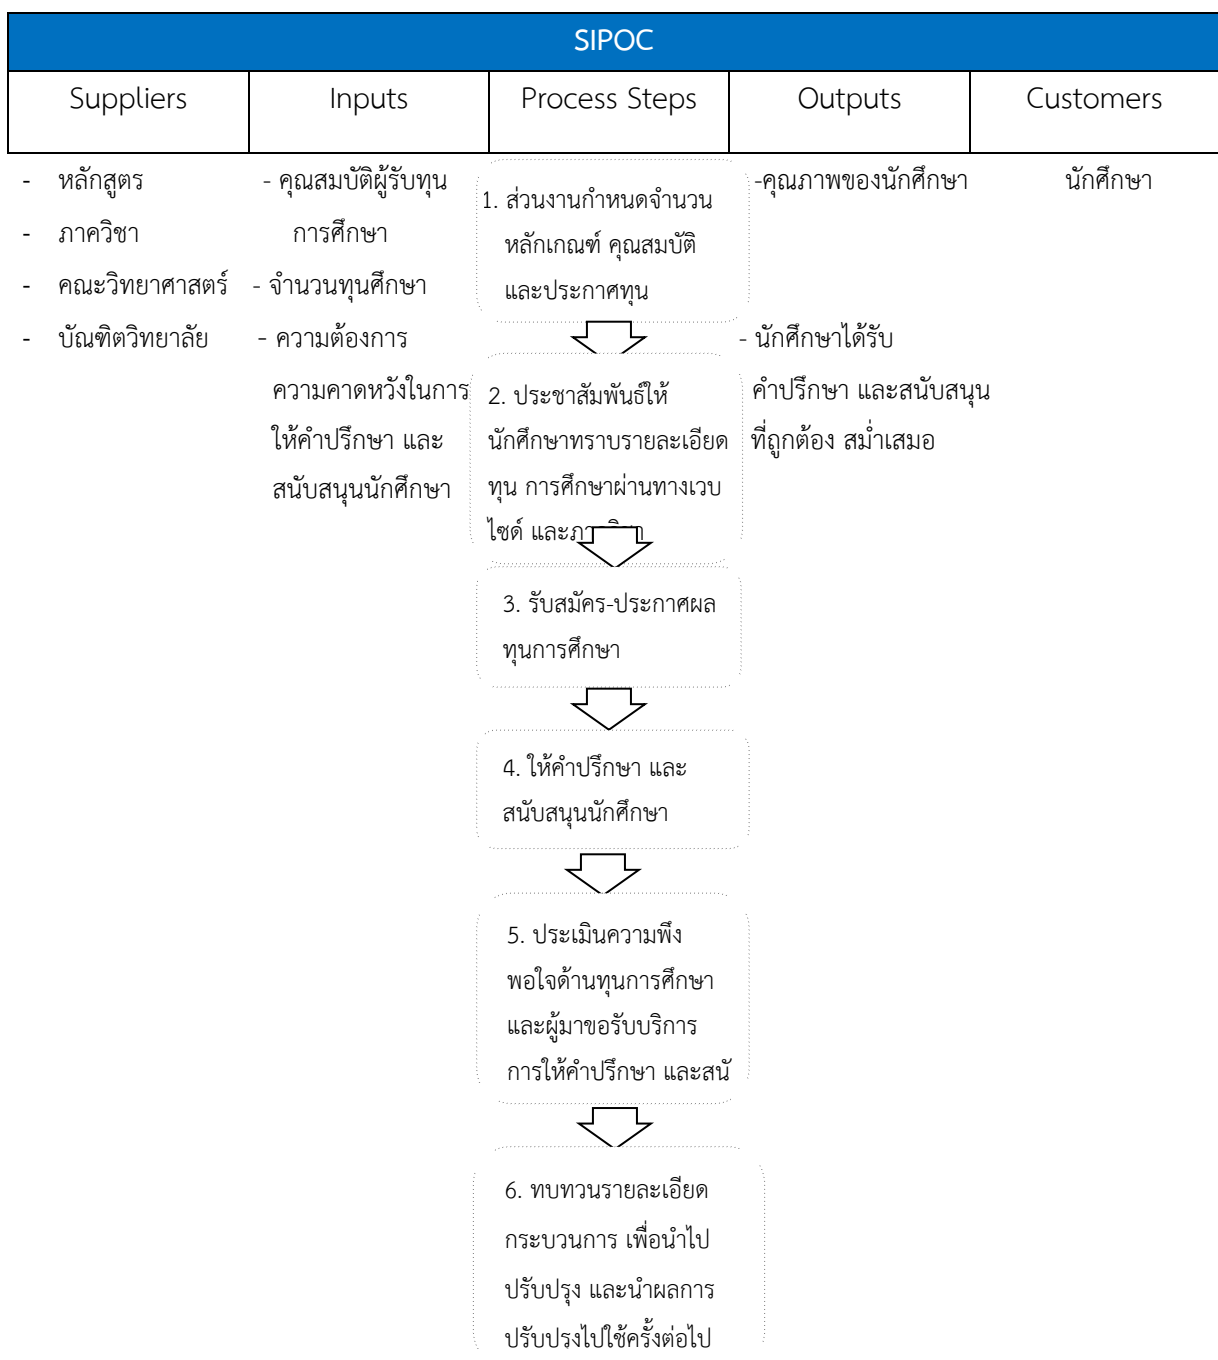 SIPOC
Suppliers
Inputs
Process Steps
Outputs
Customers
- หลักสูตร
- ภาควิชา
- คณะวิทยาศาสตร์
- บัณฑิตวิทยาลัย
- คุณสมบัติผู้รับทุน
การศึกษา
- จำนวนทุนศึกษา
- ความต้องการ
ความคาดหวังในการ
ให้คำปรึกษา และ
สนับสนุนนักศึกษา
1. ส่วนงานกำหนดจำนวน
หลักเกณฑ์ คุณสมบัติ
และประกาศทุน
2. ประชาสัมพันธ์ให้
นักศึกษาทราบรายละเอียด
ทุน การศึกษาผ่านทางเวบ
ไซด์ และ
3. รับสมัคร-ประกาศผล
ทุนการศึกษา
4. ให้คำปรึกษา และ
สนับสนุนนักศึกษา
5. ประเมินความพึง
พอใจด้านทุนการศึกษา
และผู้มาขอรับบริการ
การให้คำปรึกษา และสนั
6. ทบทวนรายละเอียด
กระบวนการ เพื่อนำไป
ปรับปรุง และนำผลการ
ปรับปรุงไปใช้ครั้งต่อไป
-คุณภาพของนักศึกษา
- นักศึกษาได้รับ
คำปรึกษา และสนับสนุน
ที่ถูกต้อง สม่ำเสมอ
นักศึกษา